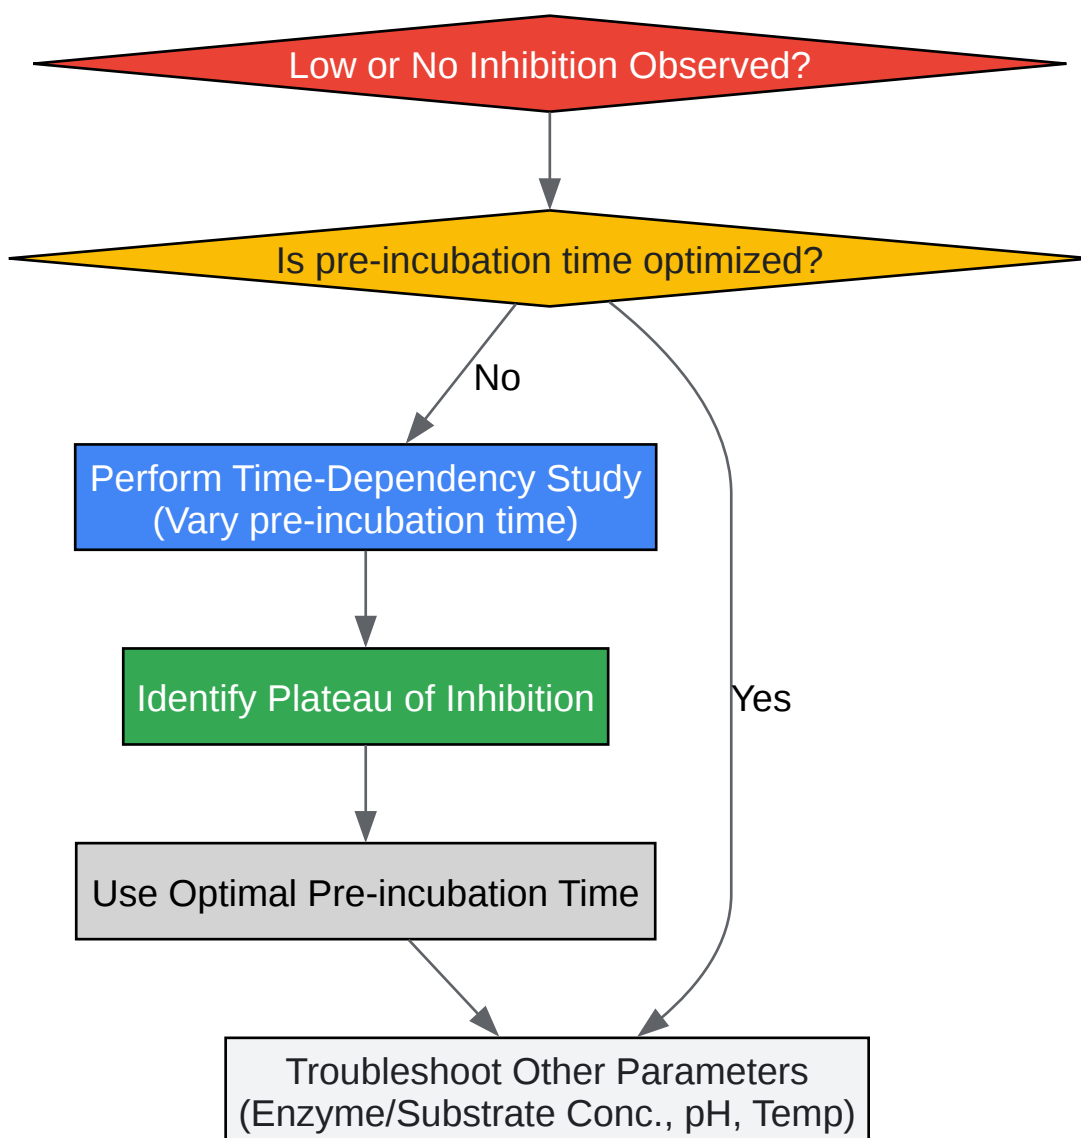 Low or No Inhibition Observed?
Is pre-incubation time optimized?
No
Perform Time-Dependency Study
(Vary pre-incubation time)
Identify Plateau of Inhibition
Yes
Use Optimal Pre-incubation Time
Troubleshoot Other Parameters
(Enzyme/Substrate Conc., pH, Temp)